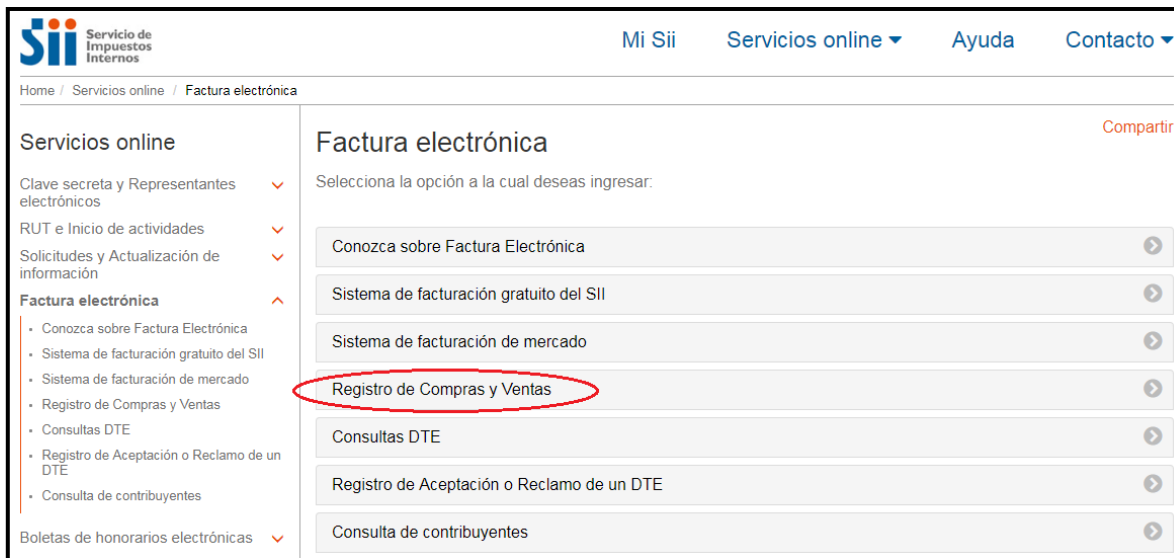 sii Servicio de
Impuestos
Internos
Mi Sii Servicios online Ayuda Contacto
Home / Servicios online / Factura electrónica
Servicios online
Clave secreta y Representantes
electrónicos
RUT e Inicio de actividades
Solicitudes y Actualización de
información
Factura electrónica
Conozca sobre Factura Electrónica
Sistema de facturación gratuito del SII
Sistema de facturación de mercado
Registro de Compras y Ventas
Consultas DTE
Registro de Aceptación o Reclamo de un
DTE
Consulta de contribuyentes
Boletas de honorarios electrónicas
Compartir
Factura electrónica
Selecciona la opción a la cual deseas ingresar:
Conozca sobre Factura Electrónica
Sistema de facturación gratuito del SII
Sistema de facturación de mercado
Registro de Compras y Ventas
Consultas DTE
Registro de Aceptación o Reclamo de un DTE
Consulta de contribuyentes